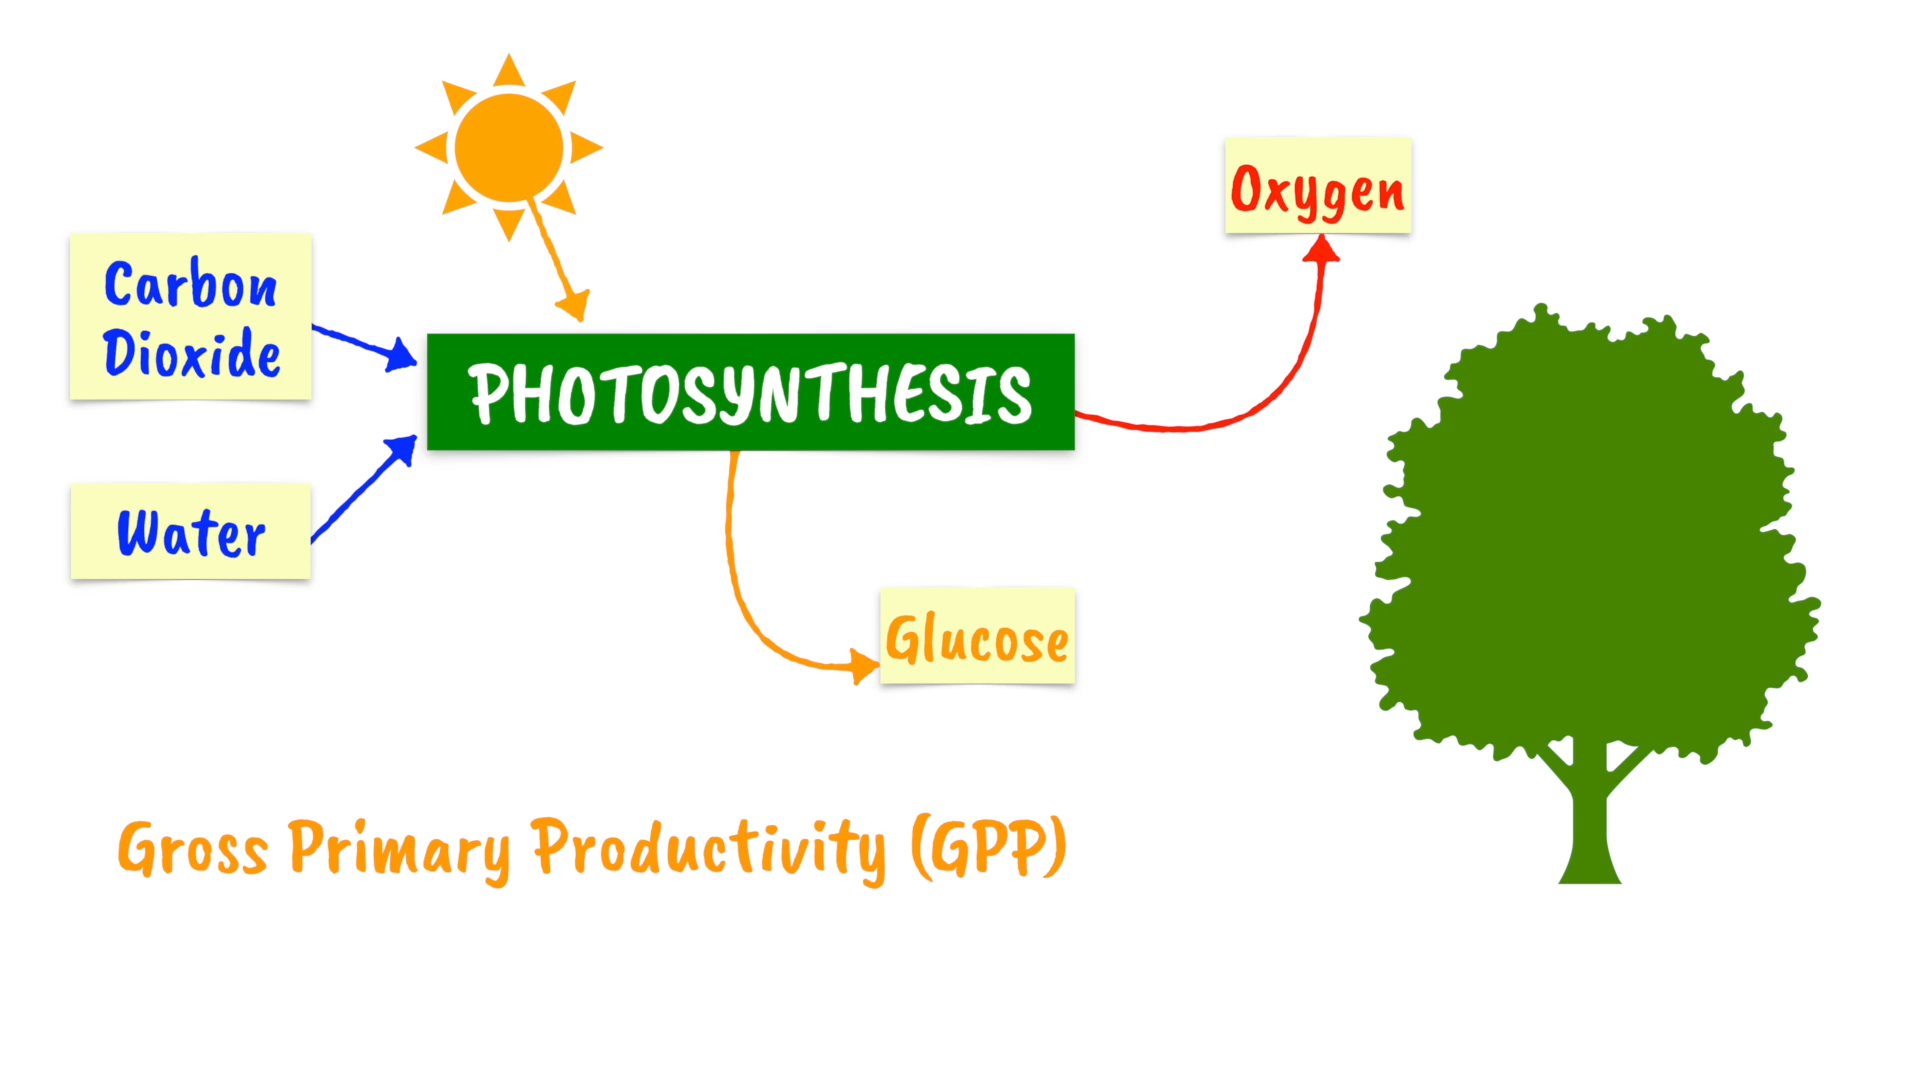 Carbon
Dioxide
Water
PHOTOSYNTHESIS
Oxygen
Glucose
Gross Primary Productivity (GPP)